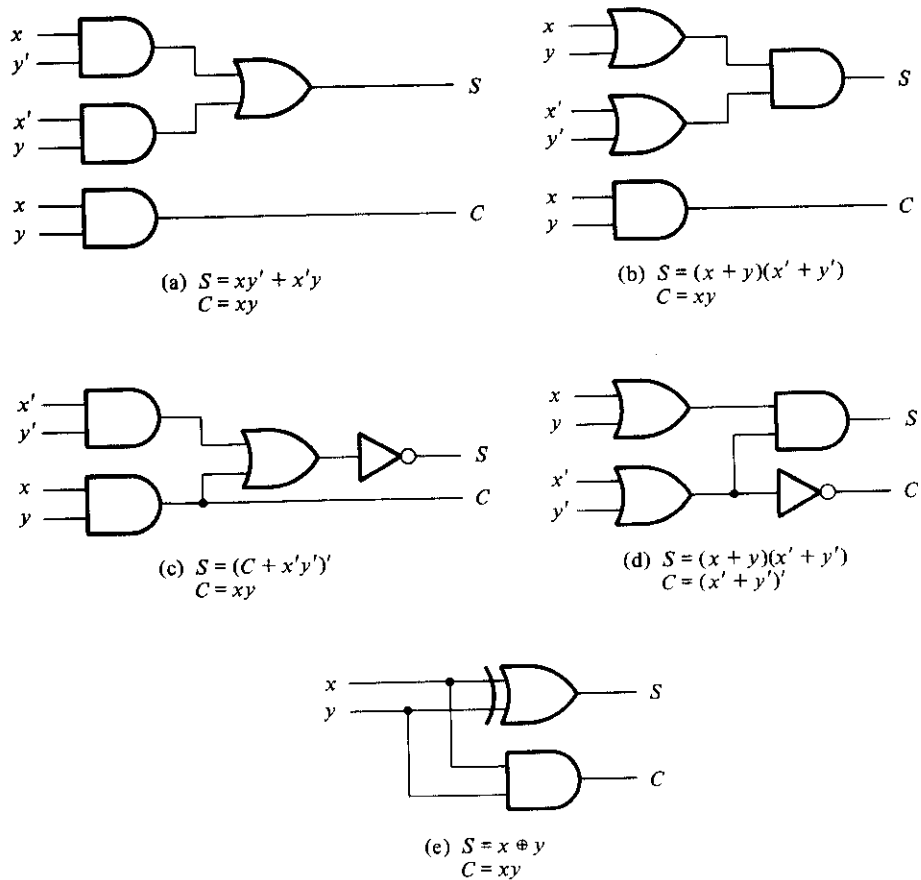 x
y'
S
x'
y
x
y
C
(a) S = xy' + x'y
C = xy
x
y
S
x'
y'
x
y
C
(b) S = (x + y)(x' + y')
C = xy
x'
y'
S
x
y
C
(c) S = (C + x'y')'
C = xy
x
y
S
x'
y'
C
(d) S = (x + y)(x' + y')
C = (x' + y')'
x
y
S
C
(e) S = x ⊕ y
C = xy